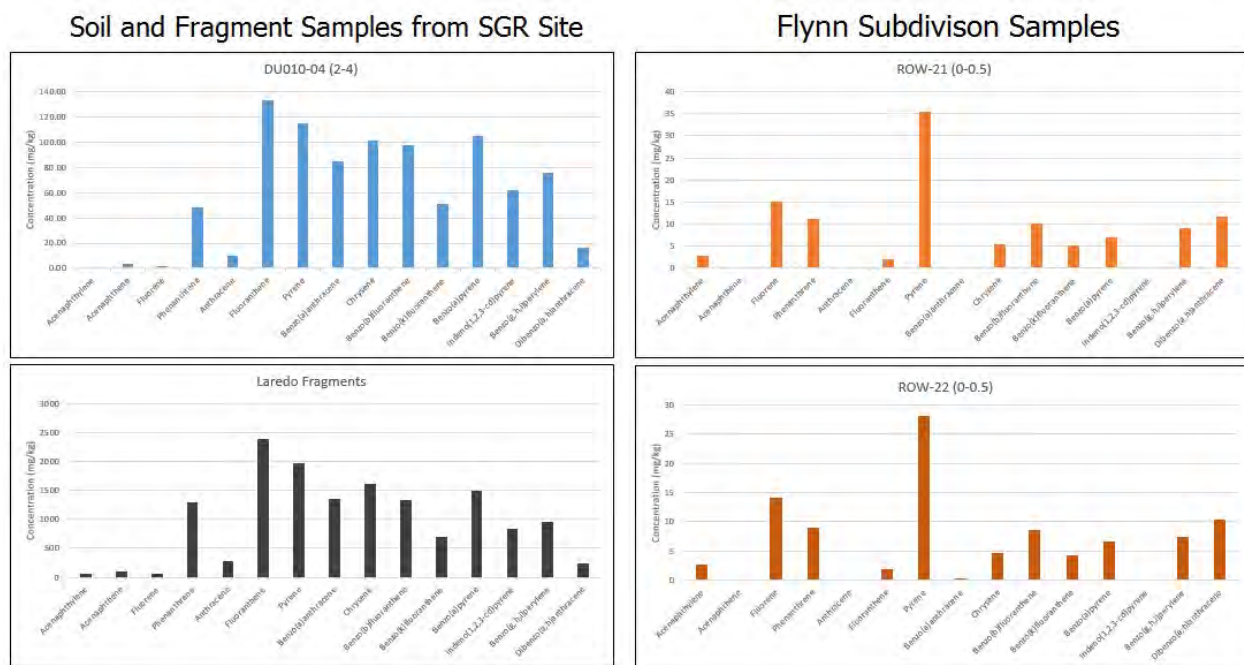 Soil and Fragment Samples from SGR Site
Flynn Subdivison Samples
DU010-04 (2-4)
Concentration (mg/kg)
140.00
120.00
100.00
80.00
60.00
40.00
20.00
0.00
Acenaphthylene
Acenaphthene
Fluorene
Phenanthrene
Anthracene
Fluoranthene
Pyrene
Benzo(a)anthracene
Chrysene
Benzo(b)fluoranthene
Benzo(k)fluoranthene
Benzo(a)pyrene
Indeno(1,2,3-cd)pyrene
Benzo(g,h,i)perylene
Dibenzo(a,h)anthracene
ROW-21 (0-0.5)
Concentration (mg/kg)
40
35
30
25
20
15
10
5
0
Acenaphthylene
Acenaphthene
Fluorene
Phenanthrene
Anthracene
Fluoranthene
Pyrene
Benzo(a)anthracene
Chrysene
Benzo(b)fluoranthene
Benzo(k)fluoranthene
Benzo(a)pyrene
Indeno(1,2,3-cd)pyrene
Benzo(g,h,i)perylene
Dibenzo(a,h)anthracene
Laredo Fragments
Concentration (mg/kg)
3000
2500
2000
1500
1000
500
0
Acenaphthylene
Acenaphthene
Fluorene
Phenanthrene
Anthracene
Fluoranthene
Pyrene
Benzo(a)anthracene
Chrysene
Benzo(b)fluoranthene
Benzo(k)fluoranthene
Benzo(a)pyrene
Indeno(1,2,3-cd)pyrene
Benzo(g,h,i)perylene
Dibenzo(a,h)anthracene
ROW-22 (0-0.5)
Concentration (mg/kg)
30
25
20
15
10
5
0
Acenaphthylene
Acenaphthene
Fluorene
Phenanthrene
Anthracene
Fluoranthene
Pyrene
Benzo(a)anthracene
Chrysene
Benzo(b)fluoranthene
Benzo(k)fluoranthene
Benzo(a)pyrene
Indeno(1,2,3-cd)pyrene
Benzo(g,h,i)perylene
Dibenzo(a,h)anthracene